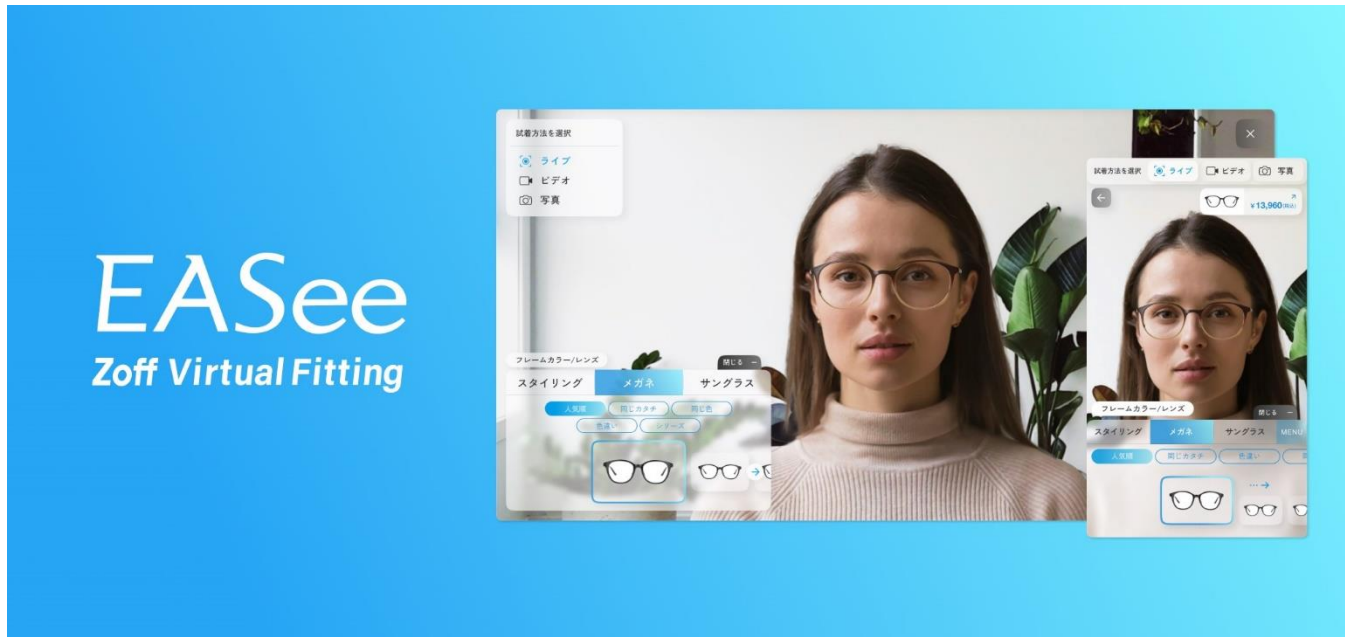 EASee
Zoff Virtual Fitting
試着方法を選択
ライブ
ビデオ
写真
フレームカラー/レンズ
閉じる －
スタイリング メガネ サングラス
人気順 同じカタチ 同じ色
色違い シリーズ
試着方法を選択 ライブ ビデオ 写真
¥13,960(税込)
フレームカラー/レンズ
閉じる －
スタイリング メガネ サングラス MENU
人気順 同じカタチ 色違い